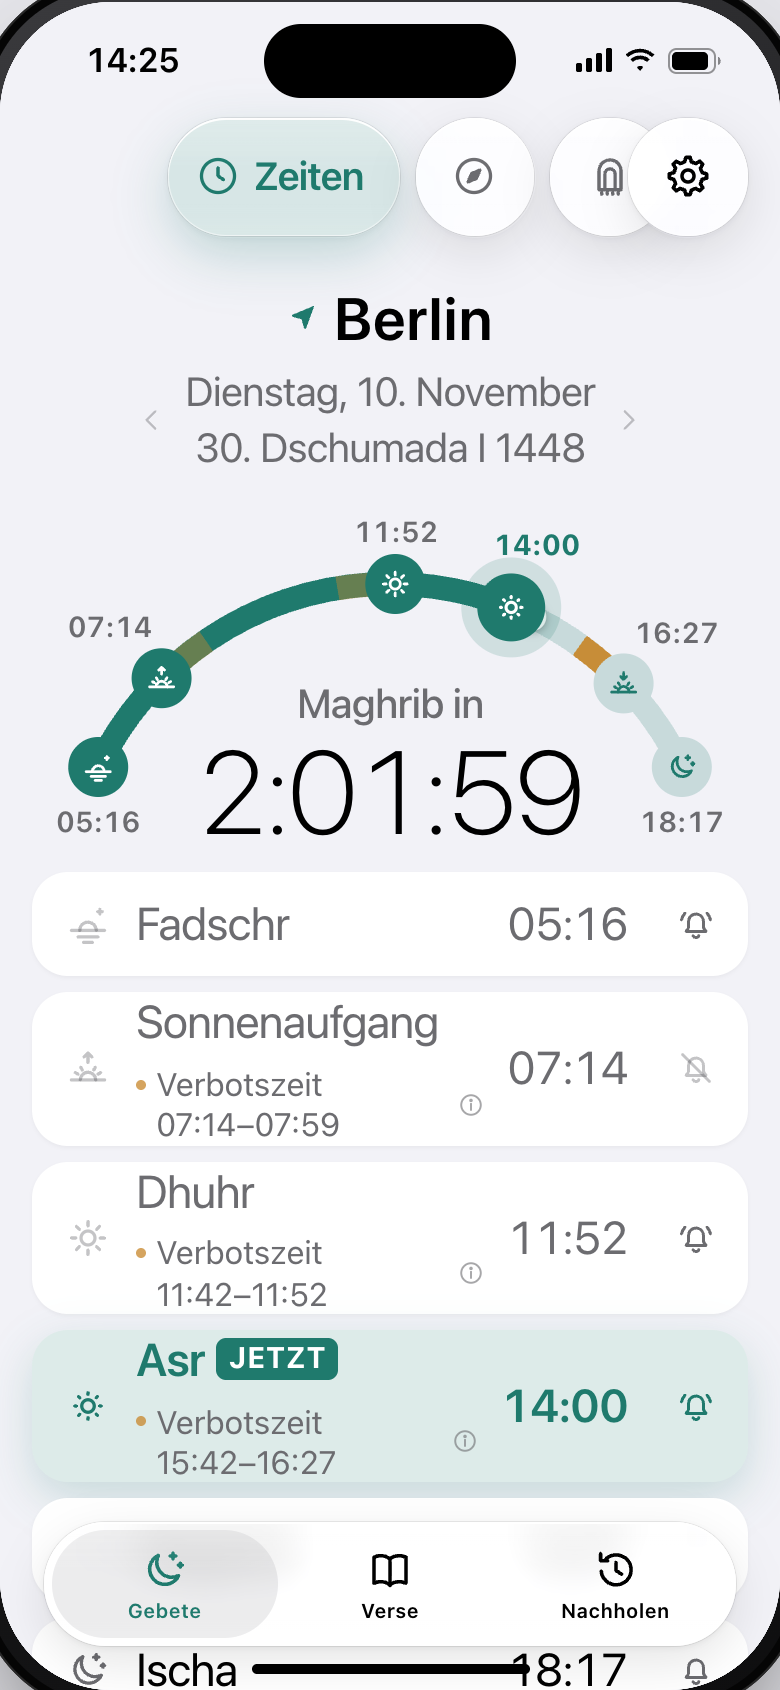 14:25
Zeiten
Berlin
Dienstag, 10. November
30. Dschumada I 1448
11:52
14:00
07:14
16:27
Maghrib in
2:01:59
05:16
18:17
Fadschr 05:16
Sonnenaufgang
07:14
Verbotszeit
07:14–07:59
Dhuhr
11:52
Verbotszeit
11:42–11:52
Asr JETZT
14:00
Verbotszeit
15:42–16:27
Gebete
Verse
Nachholen
Ischa 18:17